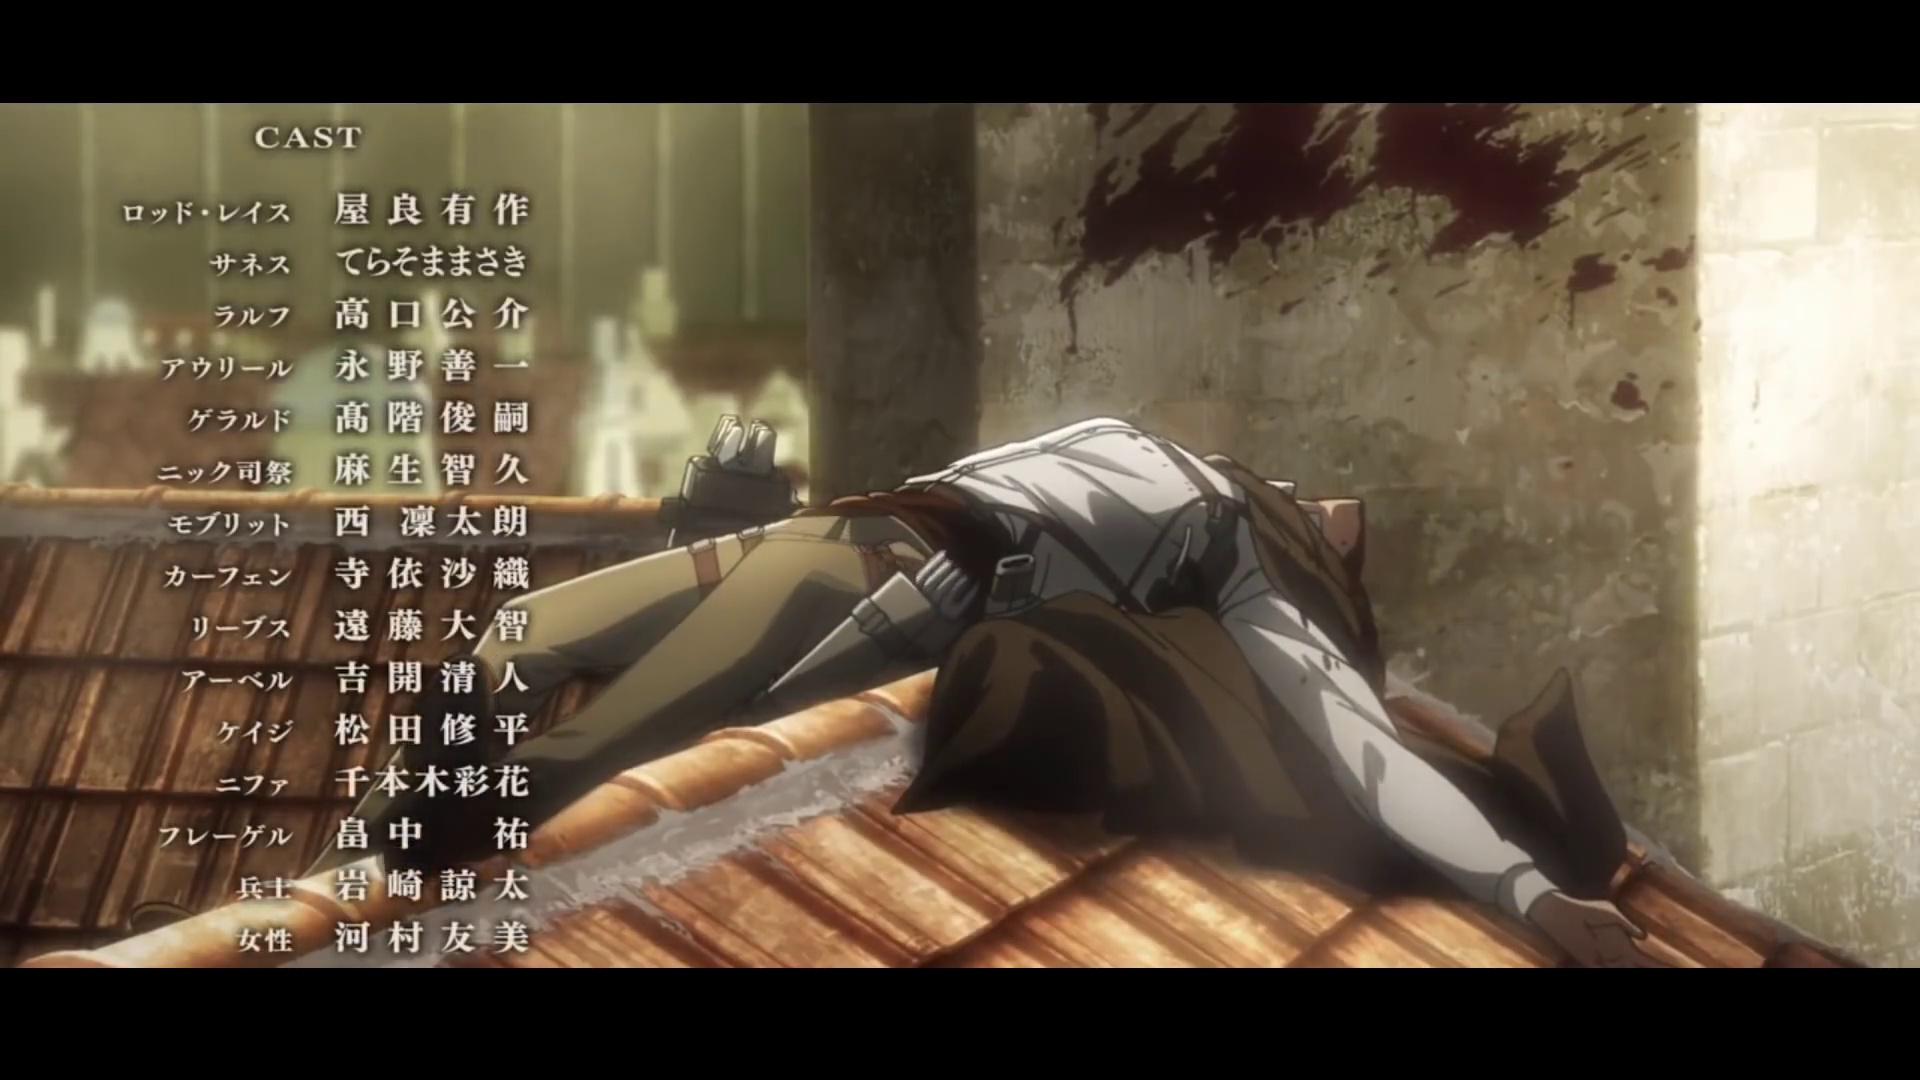 CAST
ロッド・レイス 屋良有作
サネス てらそままさき
ラルフ 高口公介
アウリール 永野善一
ゲラルド 髙階俊嗣
ニック司祭 麻生智久
モブリット 西凜太朗
カーフェン 寺依沙織
リーブス 遠藤大智
アーベル 吉開清人
ケイジ 松田修平
ニファ 千本木彩花
フレーゲル 畠中祐
兵士 岩崎諒太
女性 河村友美